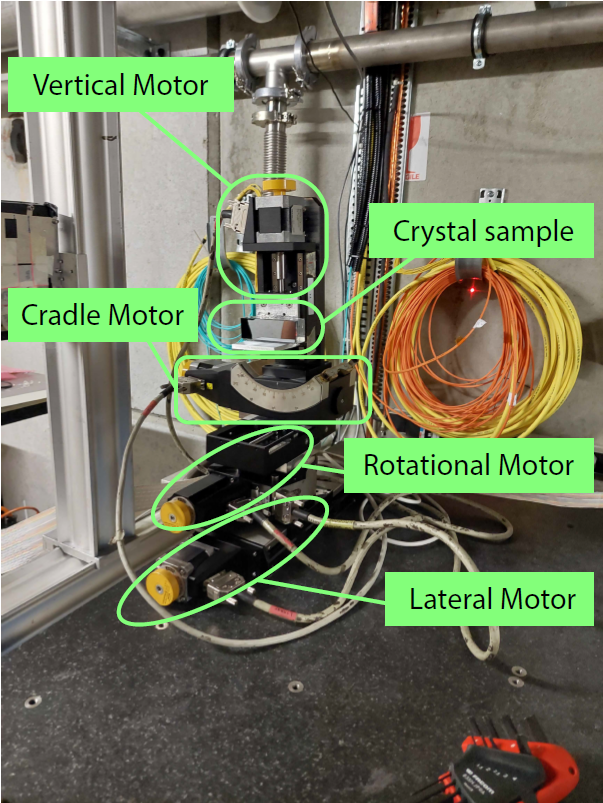 Vertical Motor
Crystal sample
Cradle Motor
Rotational Motor
Lateral Motor